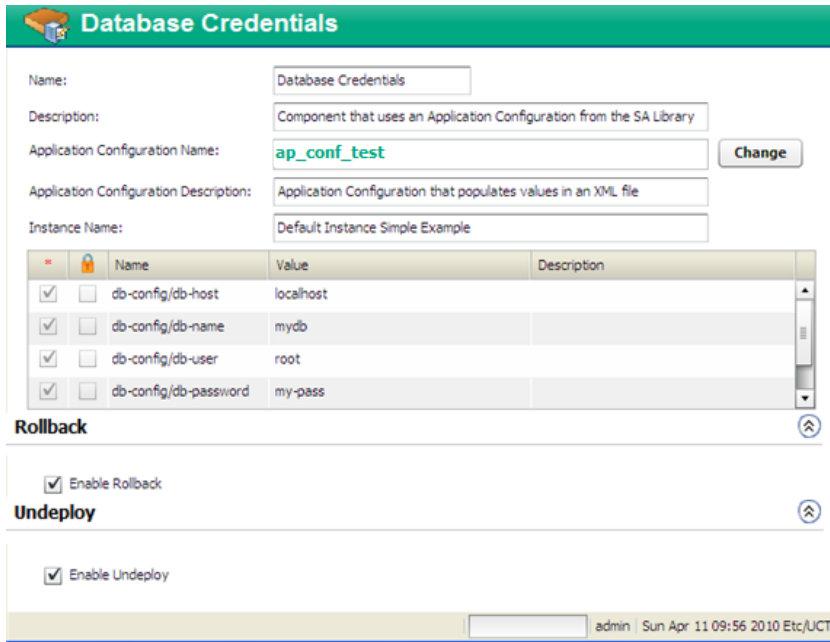 Database Credentials
Name: Database Credentials
Description: Component that uses an Application Configuration from the SA Library
Application Configuration Name: ap_conf_test Change
Application Configuration Description: Application Configuration that populates values in an XML file
Instance Name: Default Instance Simple Example
* Name Value Description
db-config/db-host localhost
db-config/db-name mydb
db-config/db-user root
db-config/db-password my-pass
Rollback
Enable Rollback
Undeploy
Enable Undeploy
admin Sun Apr 11 09:56 2010 Etc/UCT